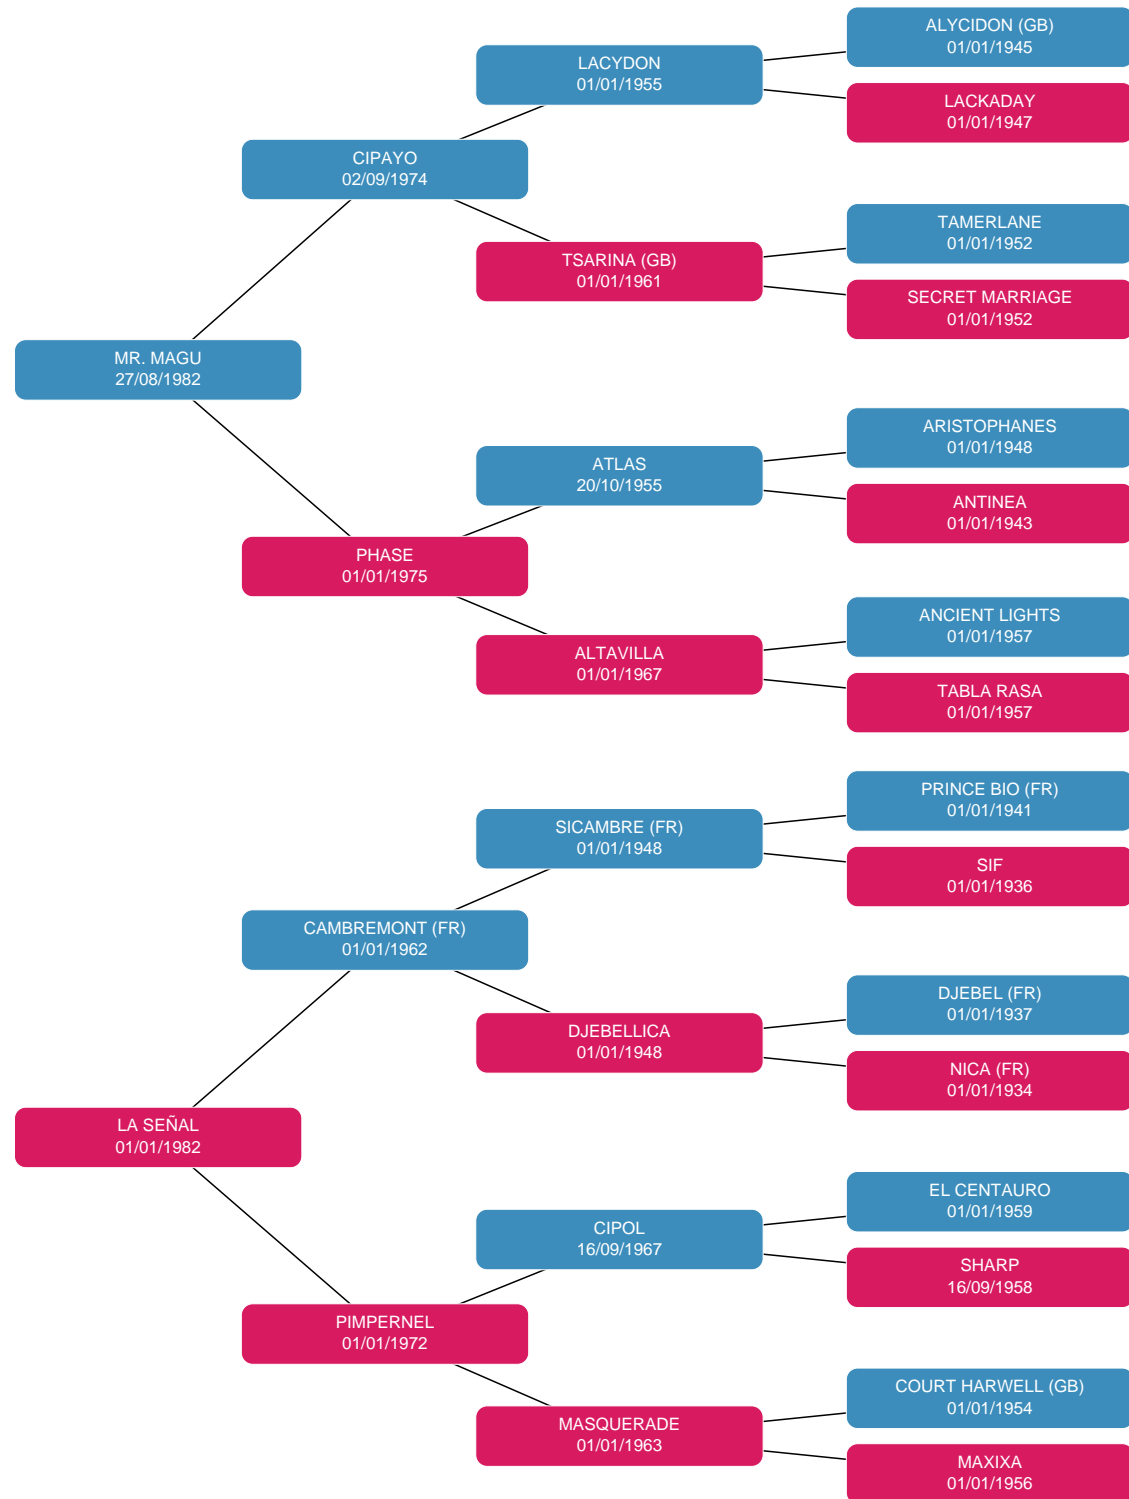 ALYCIDON (GB)
01/01/1945
LACYDON
01/01/1955
LACKADAY
01/01/1947
CIPAYO
02/09/1974
TAMERLANE
01/01/1952
TSARINA (GB)
01/01/1961
SECRET MARRIAGE
01/01/1952
MR. MAGU
27/08/1982
ARISTOPHANES
01/01/1948
ATLAS
20/10/1955
ANTINEA
01/01/1943
PHASE
01/01/1975
ANCIENT LIGHTS
01/01/1957
ALTAVILLA
01/01/1967
TABLA RASA
01/01/1957
PRINCE BIO (FR)
01/01/1941
SICAMBRE (FR)
01/01/1948
SIF
01/01/1936
CAMBREMONT (FR)
01/01/1962
DJEBEL (FR)
01/01/1937
DJEBELLICA
01/01/1948
NICA (FR)
01/01/1934
LA SEÑAL
01/01/1982
EL CENTAURO
01/01/1959
CIPOL
16/09/1967
SHARP
16/09/1958
PIMPERNEL
01/01/1972
COURT HARWELL (GB)
01/01/1954
MASQUERADE
01/01/1963
MAXIXA
01/01/1956